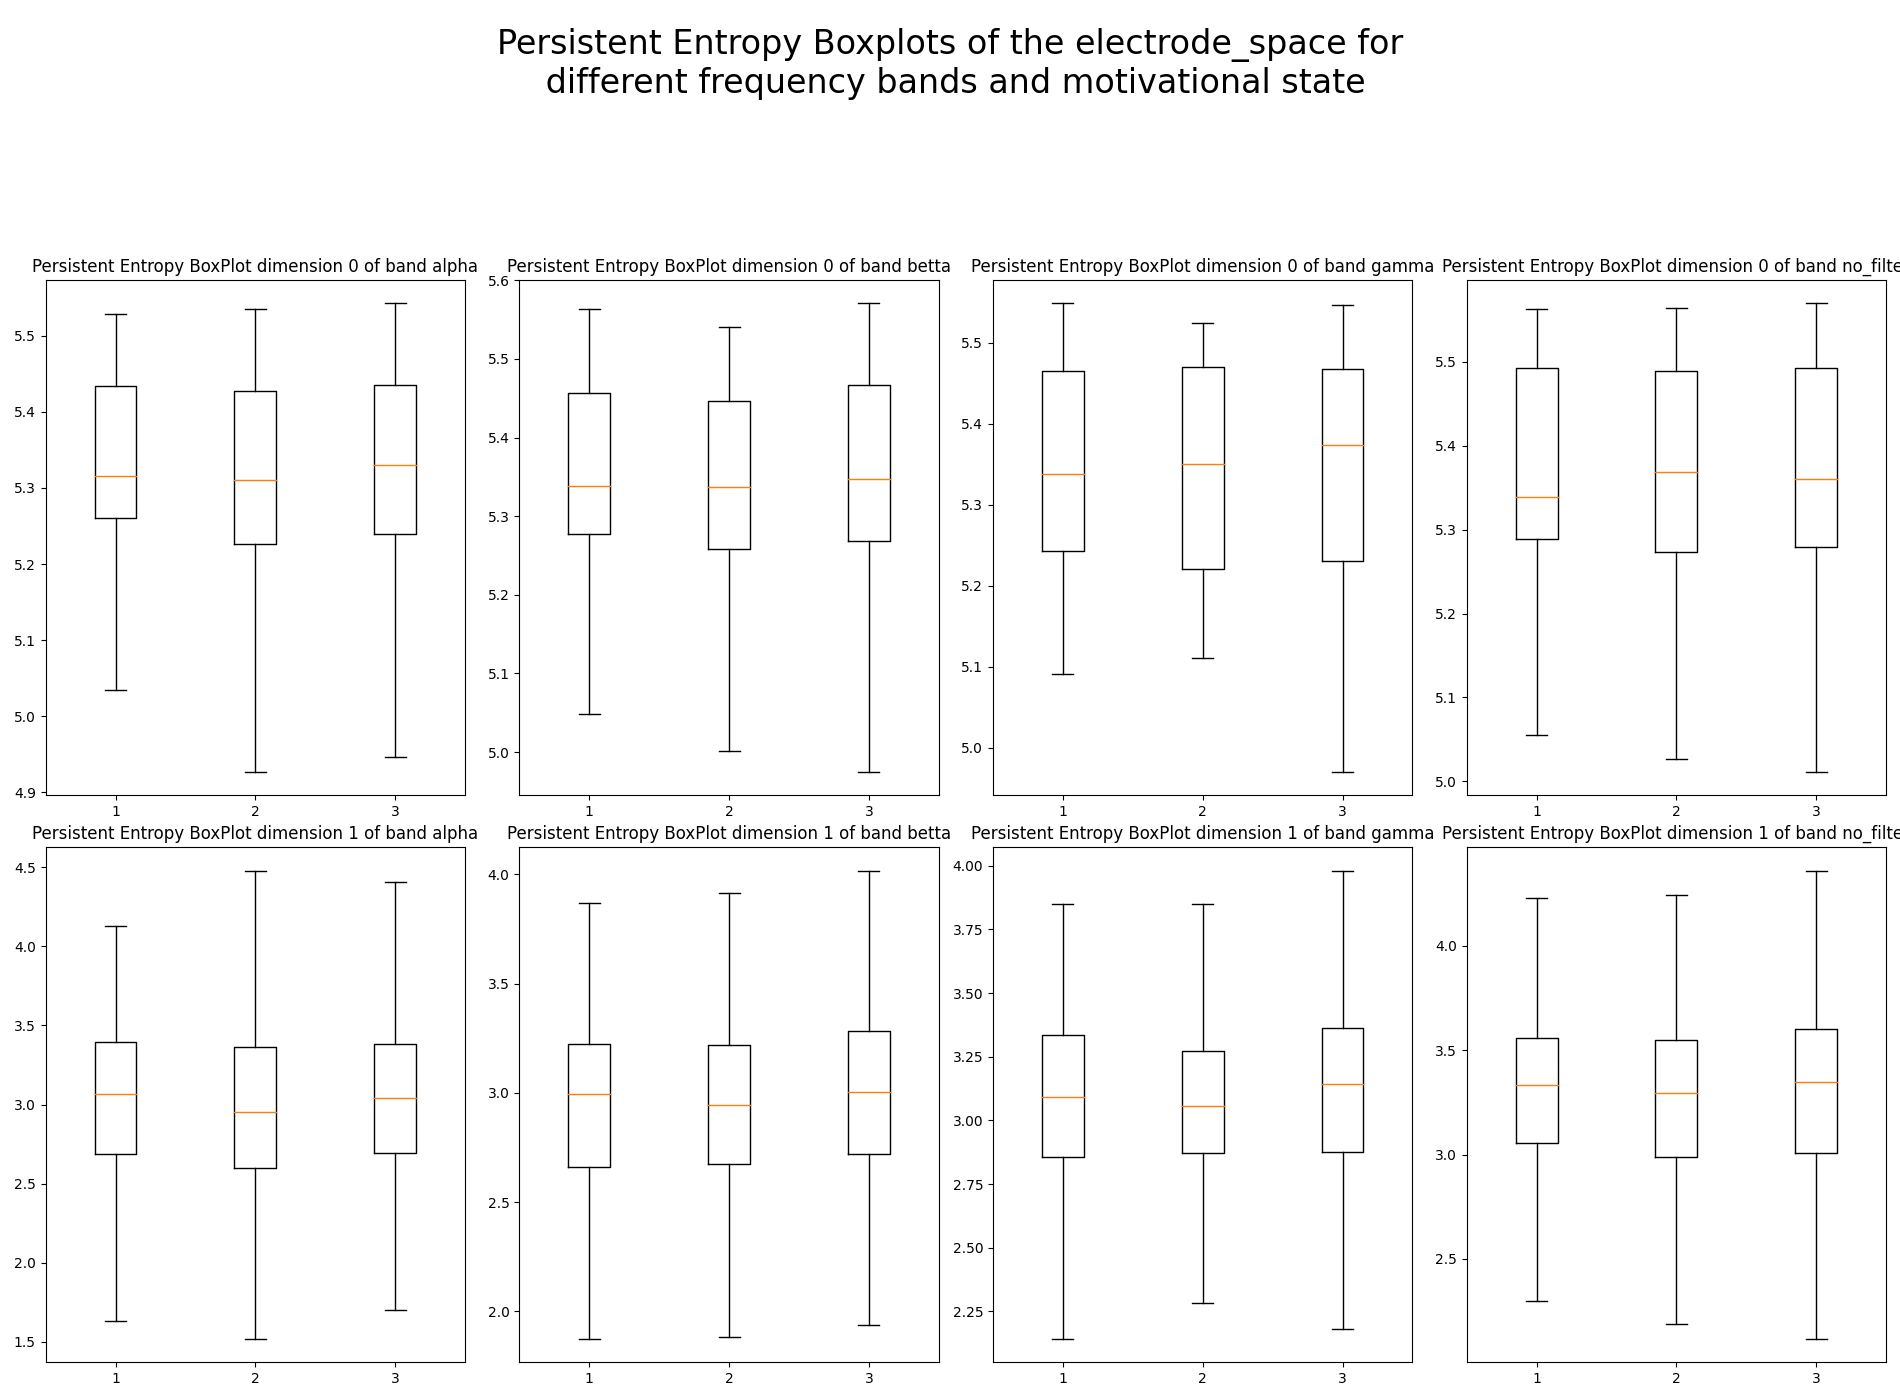 Persistent Entropy Boxplots of the electrode_space for
different frequency bands and motivational state
Persistent Entropy BoxPlot dimension 0 of band alpha
5.5
5.4
5.3
5.2
5.1
5.0
4.9
1 2 3
Persistent Entropy BoxPlot dimension 0 of band betta
5.6
5.5
5.4
5.3
5.2
5.1
5.0
1 2 3
Persistent Entropy BoxPlot dimension 0 of band gamma
5.5
5.4
5.3
5.2
5.1
5.0
1 2 3
Persistent Entropy BoxPlot dimension 0 of band no_filte
5.5
5.4
5.3
5.2
5.1
5.0
1 2 3
Persistent Entropy BoxPlot dimension 1 of band alpha
4.5
4.0
3.5
3.0
2.5
2.0
1.5
1 2 3
Persistent Entropy BoxPlot dimension 1 of band betta
4.0
3.5
3.0
2.5
2.0
1 2 3
Persistent Entropy BoxPlot dimension 1 of band gamma
4.00
3.75
3.50
3.25
3.00
2.75
2.50
2.25
1 2 3
Persistent Entropy BoxPlot dimension 1 of band no_filte
4.0
3.5
3.0
2.5
1 2 3